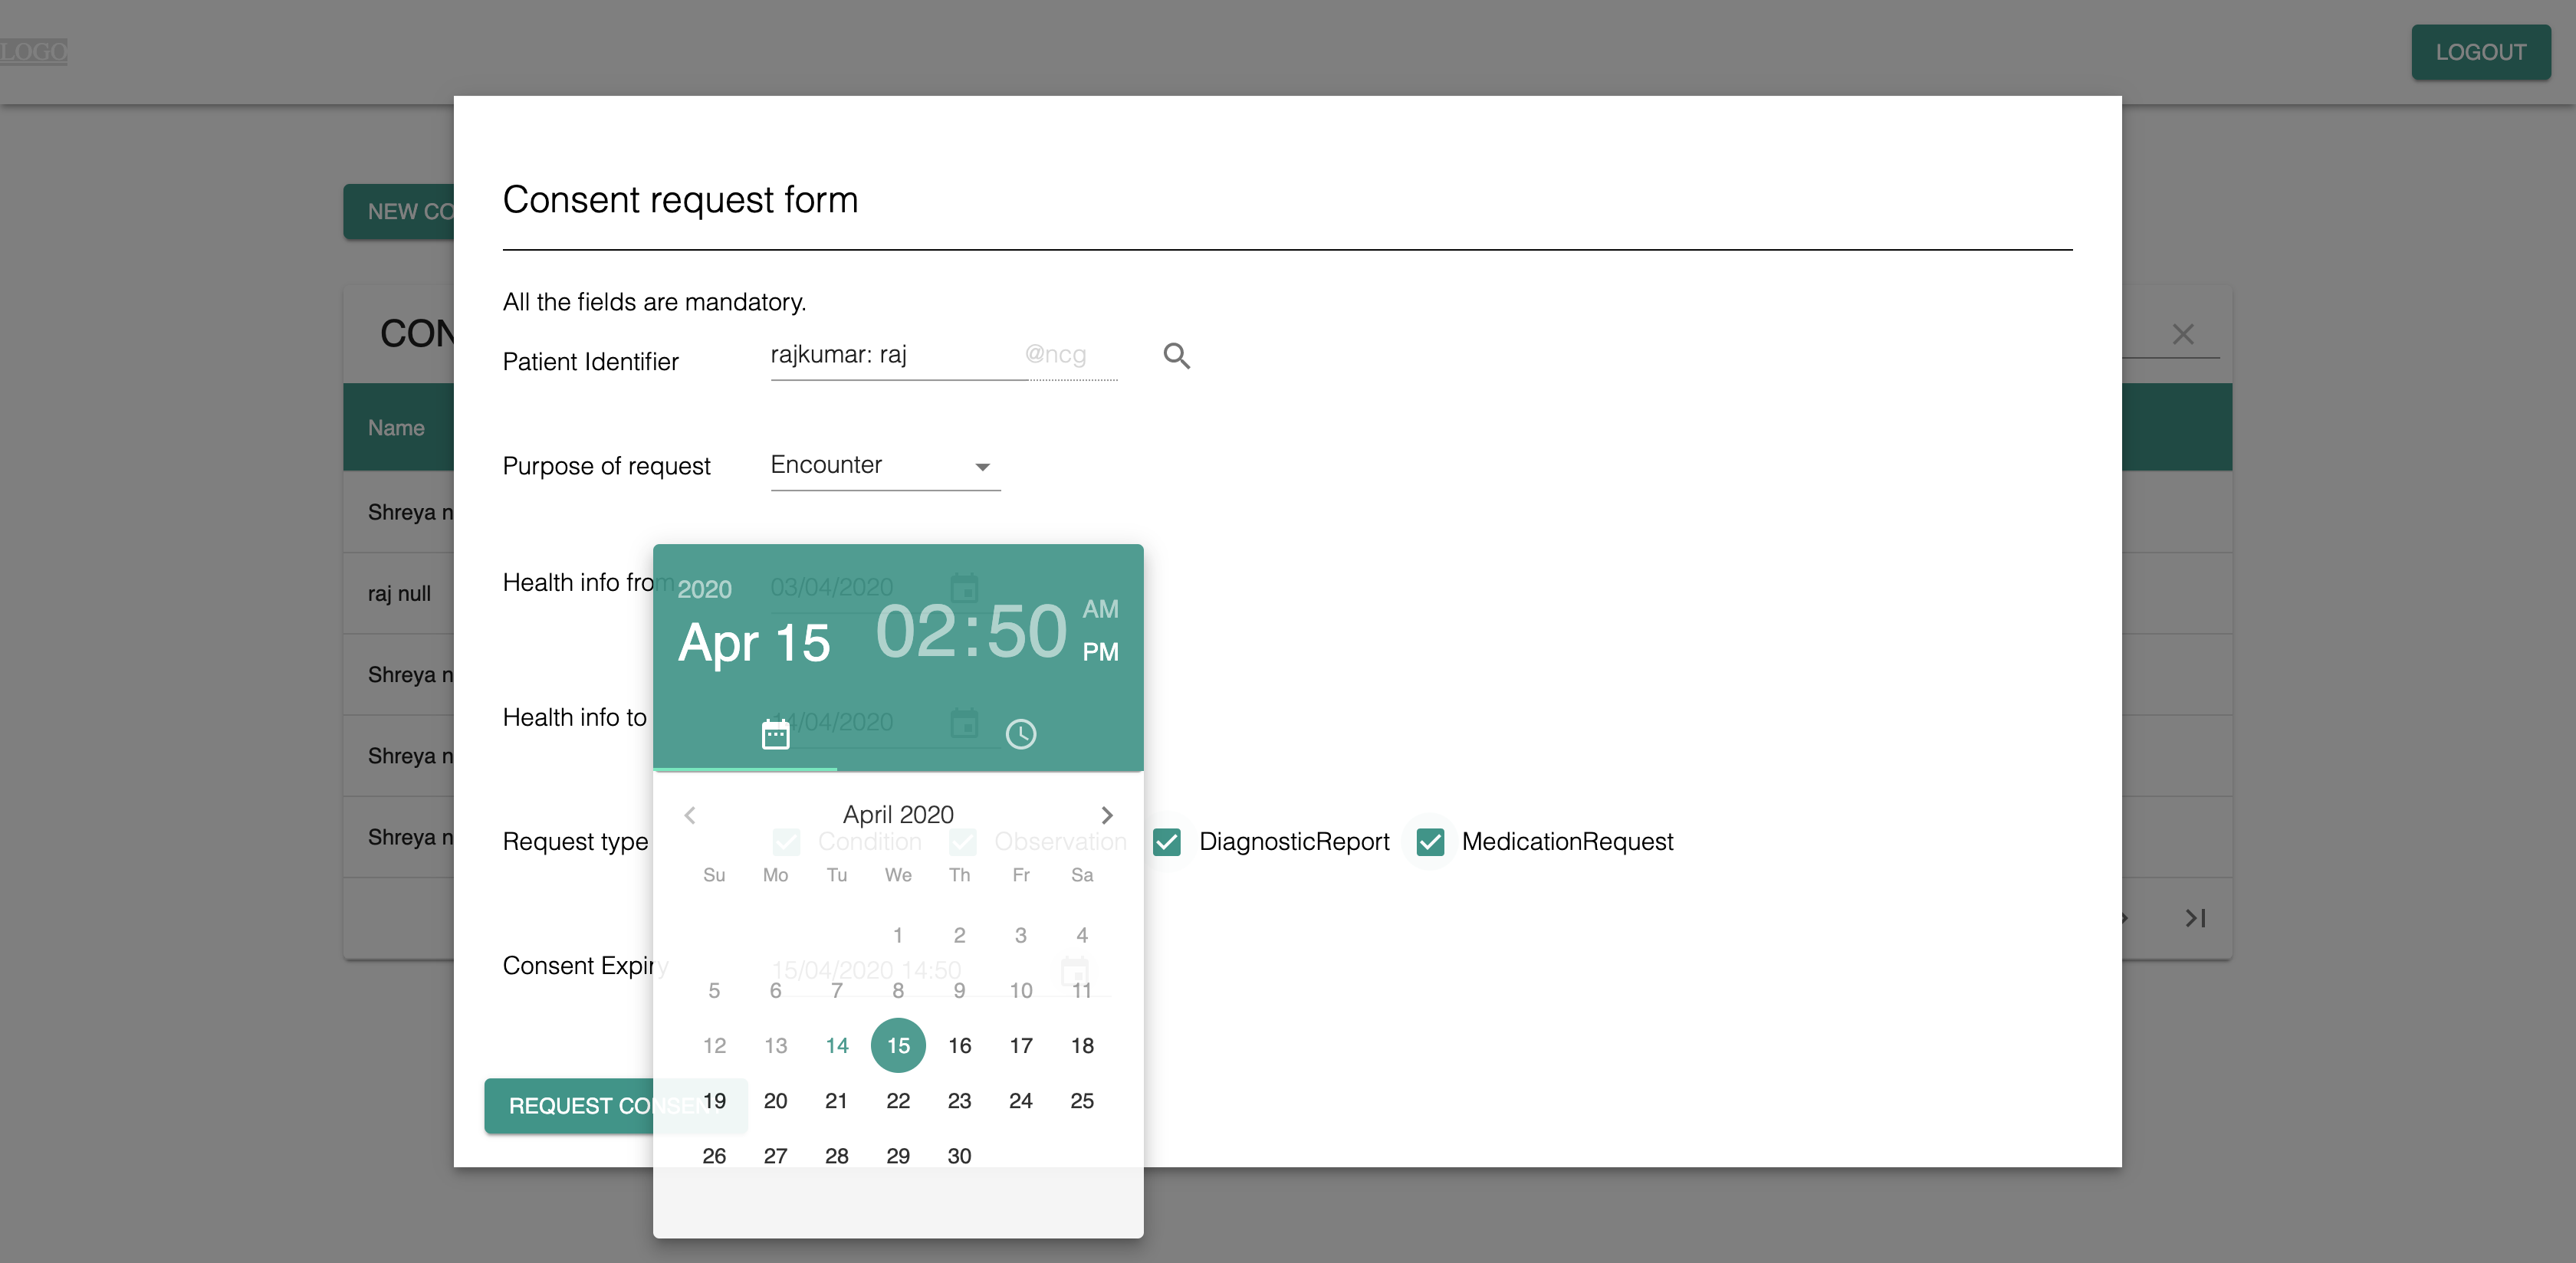 LOGO
LOGOUT
NEW CO
Consent request form
All the fields are mandatory.
CON
Patient Identifier rajkumar: raj @ncg
Name
Purpose of request Encounter
Shreya n
Health info from 03/04/2020
raj null
2020
Apr 15 02:50 AM
PM
Shreya n
Health info to 14/04/2020
Shreya n
April 2020
Shreya n
Request type Condition Observation DiagnosticReport MedicationRequest
Su Mo Tu We Th Fr Sa
1 2 3 4
Consent Expiry 15/04/2020 14:50
5 6 7 8 9 10 11
12 13 14 15 16 17 18
REQUEST CONSENT
19 20 21 22 23 24 25
26 27 28 29 30